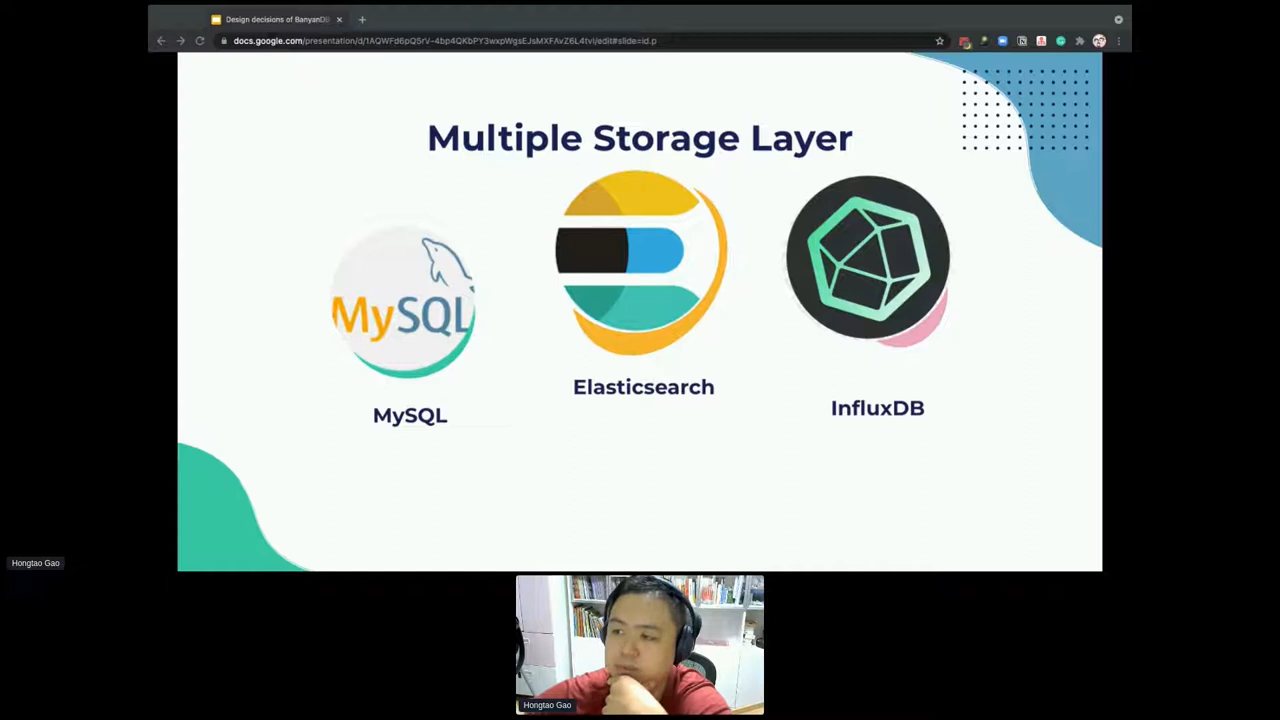 Design decisions of BanyanDB
docs.google.com/presentation/d/1AQWFd6pQ5rV-4bp4QKbPY3wxpWgsEJsMXFAvZ6L4tvI/edit#slide=id.p
Multiple Storage Layer
MySQL
Elasticsearch
InfluxDB
MySQL
Hongtao Gao
Hongtao Gao